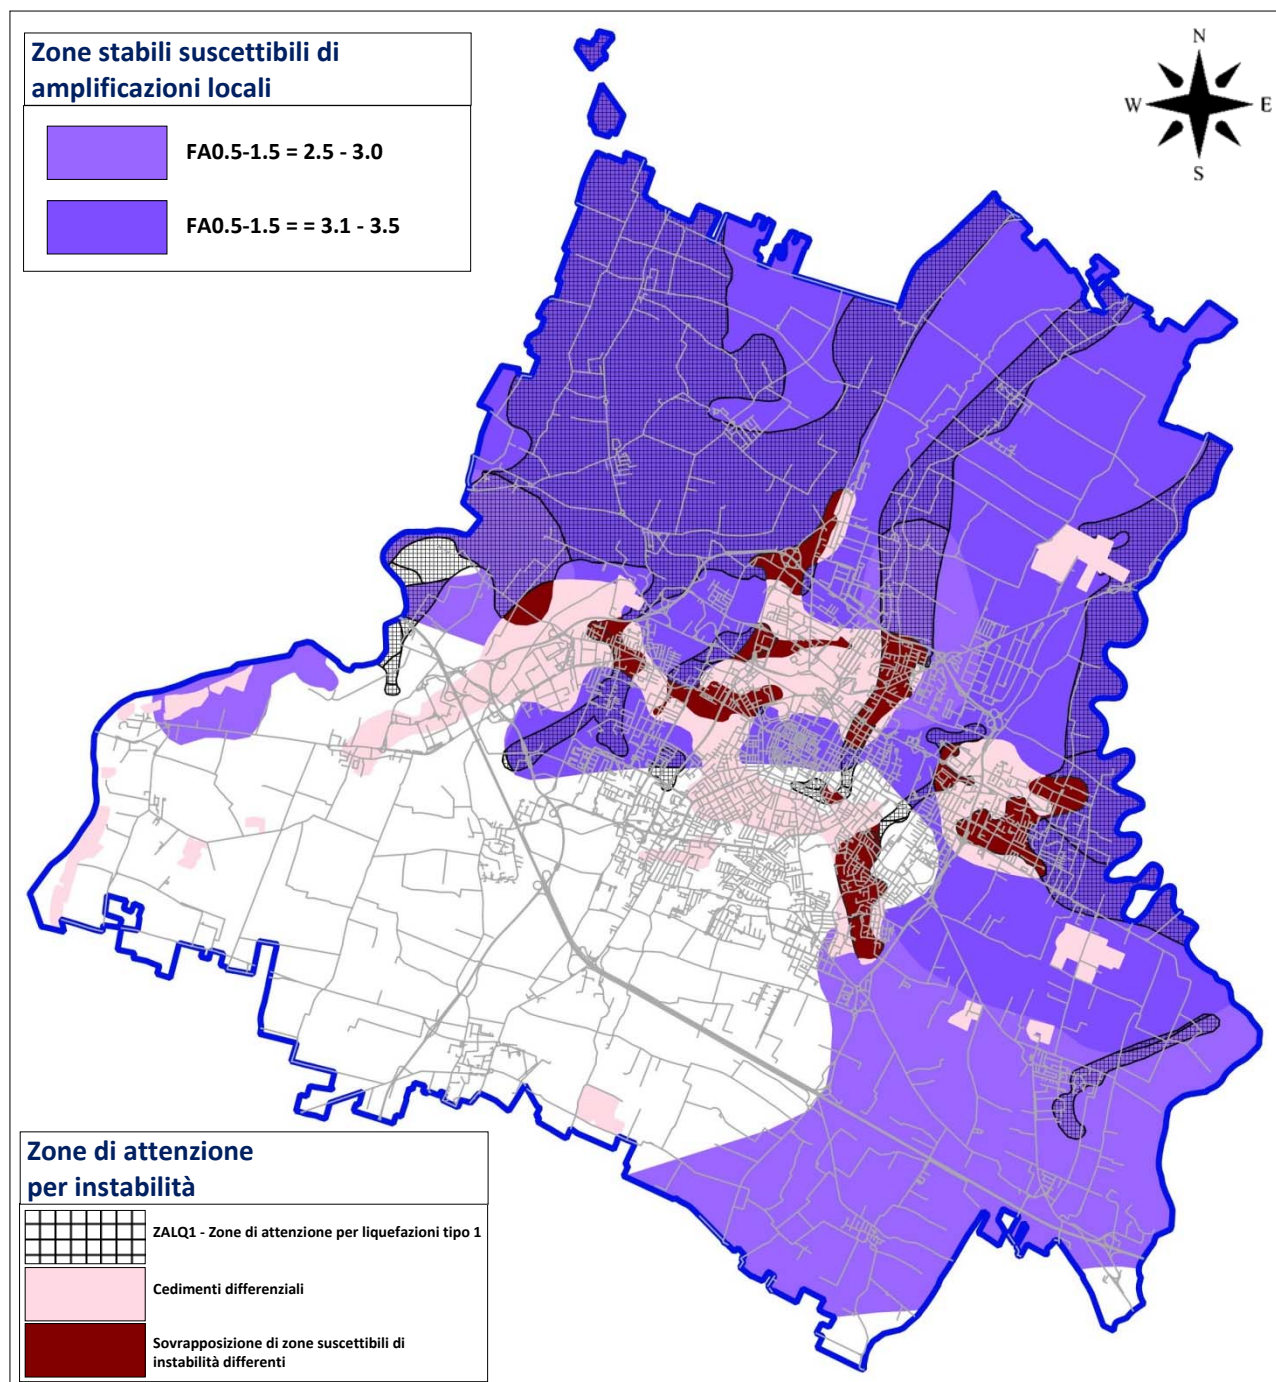 Zone stabili suscettibili di
amplificazioni locali
FA0.5-1.5 = 2.5 - 3.0
FA0.5-1.5 = = 3.1 - 3.5
N
W
E
S
Zone di attenzione
per instabilità
ZALQ1 - Zone di attenzione per liquefazioni tipo 1
Cedimenti differenziali
Sovrapposizione di zone suscettibili di
instabilità differenti